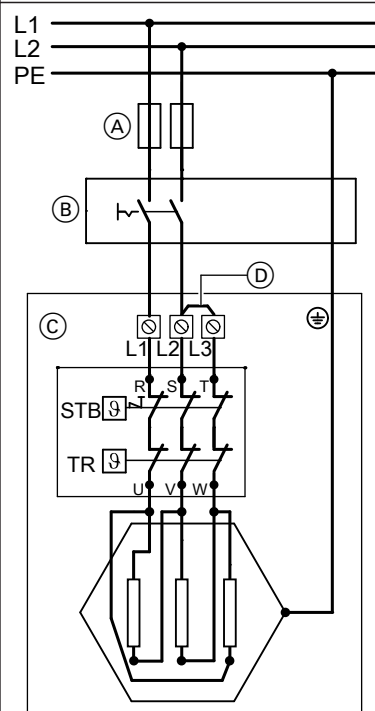 L1
L2
PE
A
B
D
C
L1 L2 L3
R S T
STB ϑ
TR ϑ
U V W